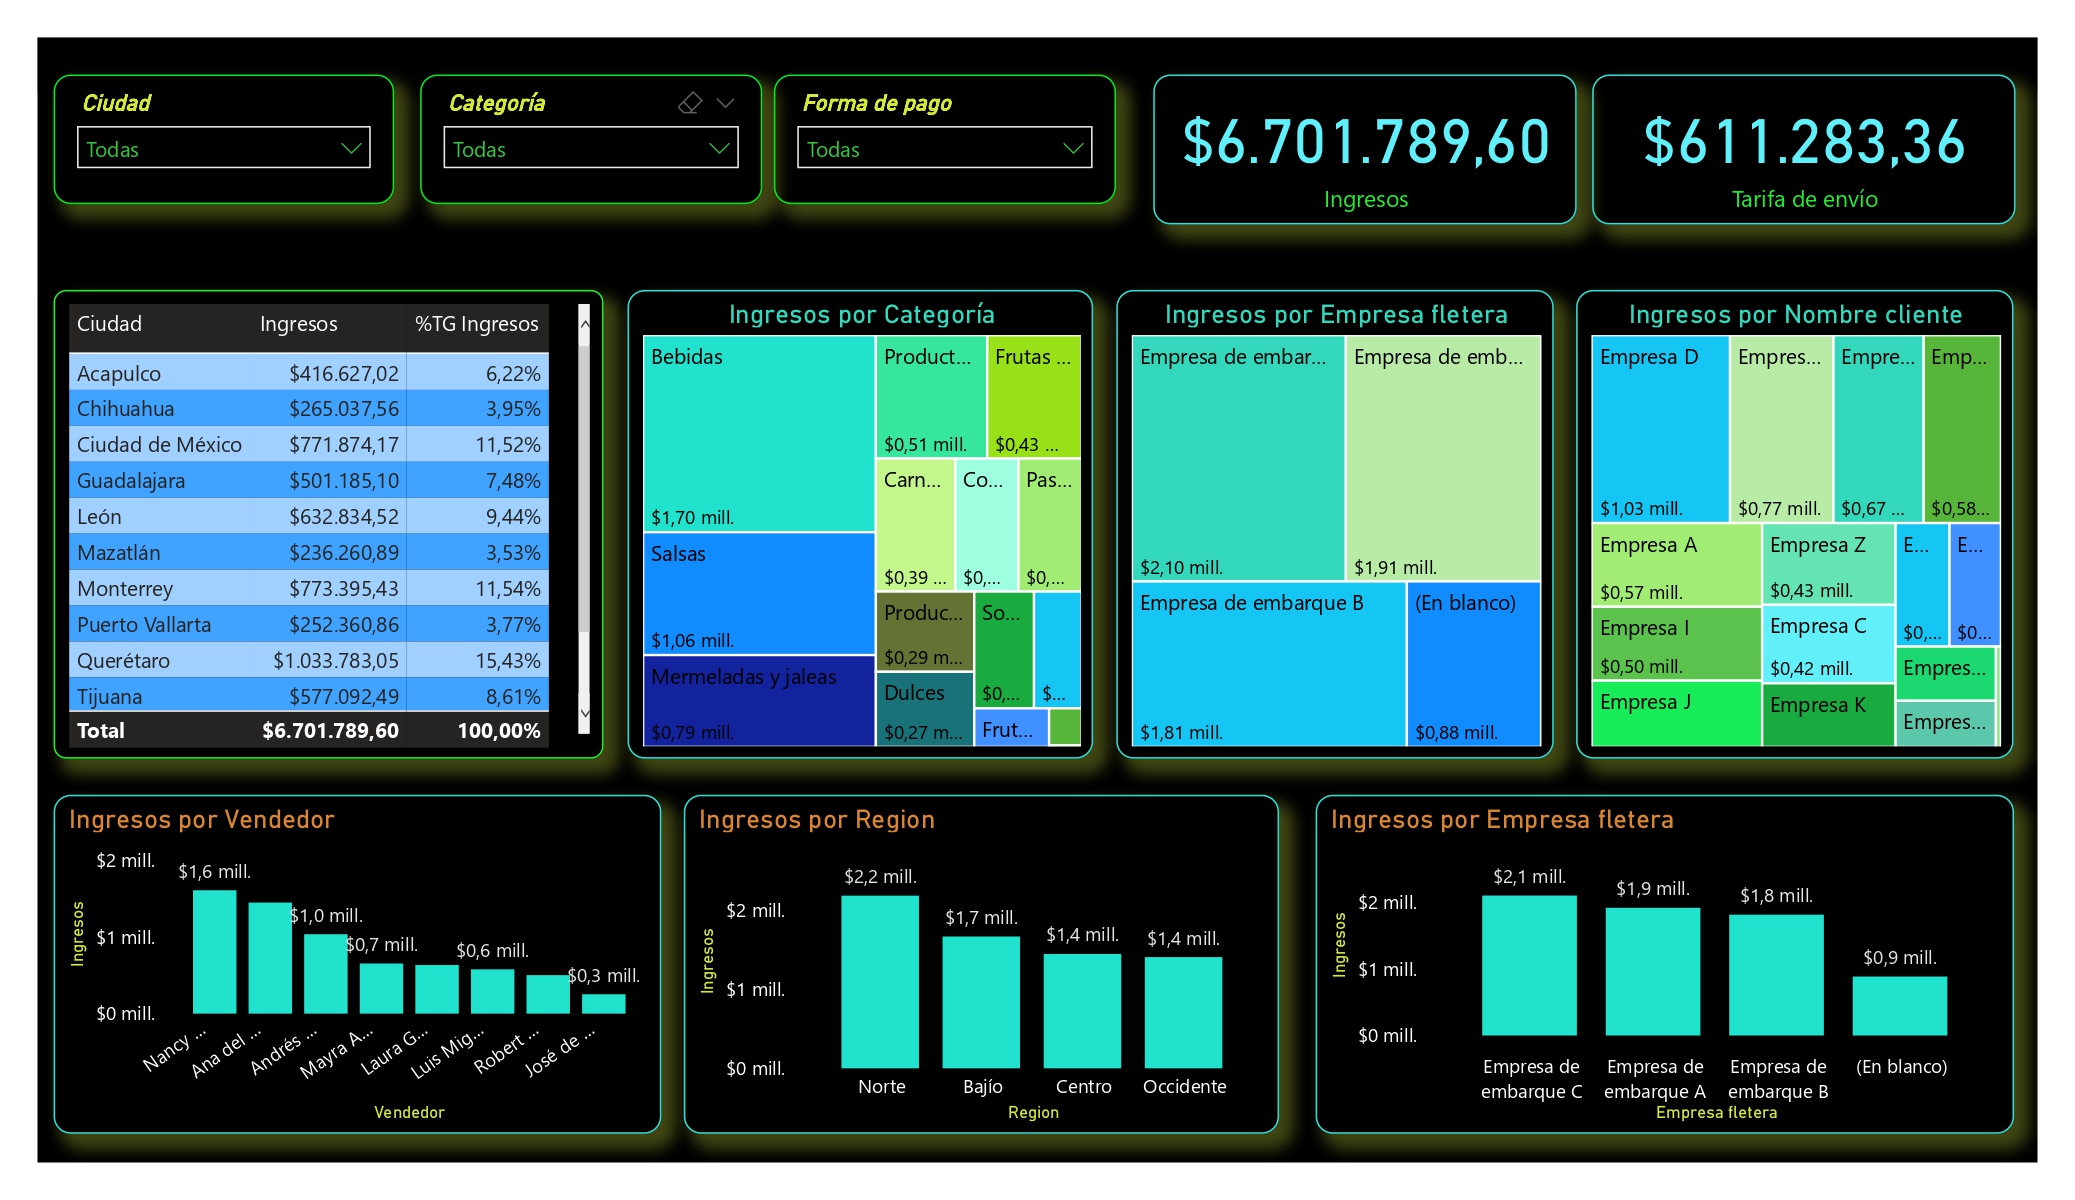 Ciudad
Todas
Categoría
Todas
Forma de pago
Todas
$6.701.789,60
Ingresos
$611.283,36
Tarifa de envío
Ciudad Ingresos %TG Ingresos
Acapulco $416.627,02 6,22%
Chihuahua $265.037,56 3,95%
Ciudad de México $771.874,17 11,52%
Guadalajara $501.185,10 7,48%
León $632.834,52 9,44%
Mazatlán $236.260,89 3,53%
Monterrey $773.395,43 11,54%
Puerto Vallarta $252.360,86 3,77%
Querétaro $1.033.783,05 15,43%
Tijuana $577.092,49 8,61%
Total $6.701.789,60 100,00%
Ingresos por Categoría
Bebidas
$1,70 mill.
Salsas
$1,06 mill.
Mermeladas y jaleas
$0,79 mill.
Product...
$0,51 mill.
Frutas ...
$0,43 ...
Carn...
$0,39 ...
Co...
$0,...
Pas...
$0,...
Produc...
$0,29 m...
Dulces
$0,27 m...
So...
$0,...
$...
Frut...
Ingresos por Empresa fletera
Empresa de embar...
$2,10 mill.
Empresa de emb...
$1,91 mill.
Empresa de embarque B
$1,81 mill.
(En blanco)
$0,88 mill.
Ingresos por Nombre cliente
Empresa D
$1,03 mill.
Empres...
$0,77 mill.
Empre...
$0,67 ...
Emp...
$0,58...
Empresa A
$0,57 mill.
Empresa I
$0,50 mill.
Empresa J
Empresa Z
$0,43 mill.
Empresa C
$0,42 mill.
Empresa K
E...
$0,...
E...
$0...
Empres...
Empres...
Ingresos por Vendedor
Ingresos
$2 mill.
$1 mill.
$0 mill.
$1,6 mill.
$1,0 mill.
$0,7 mill.
$0,6 mill.
$0,3 mill.
Nancy ...
Ana del ...
Andrés ...
Mayra A...
Laura G...
Luis Mig...
Robert ...
José de ...
Vendedor
Ingresos por Region
Ingresos
$2 mill.
$1 mill.
$0 mill.
$2,2 mill.
$1,7 mill.
$1,4 mill.
$1,4 mill.
Norte
Bajío
Centro
Occidente
Region
Ingresos por Empresa fletera
Ingresos
$2 mill.
$1 mill.
$0 mill.
$2,1 mill.
$1,9 mill.
$1,8 mill.
$0,9 mill.
Empresa de
embarque C
Empresa de
embarque A
Empresa de
embarque B
(En blanco)
Empresa fletera